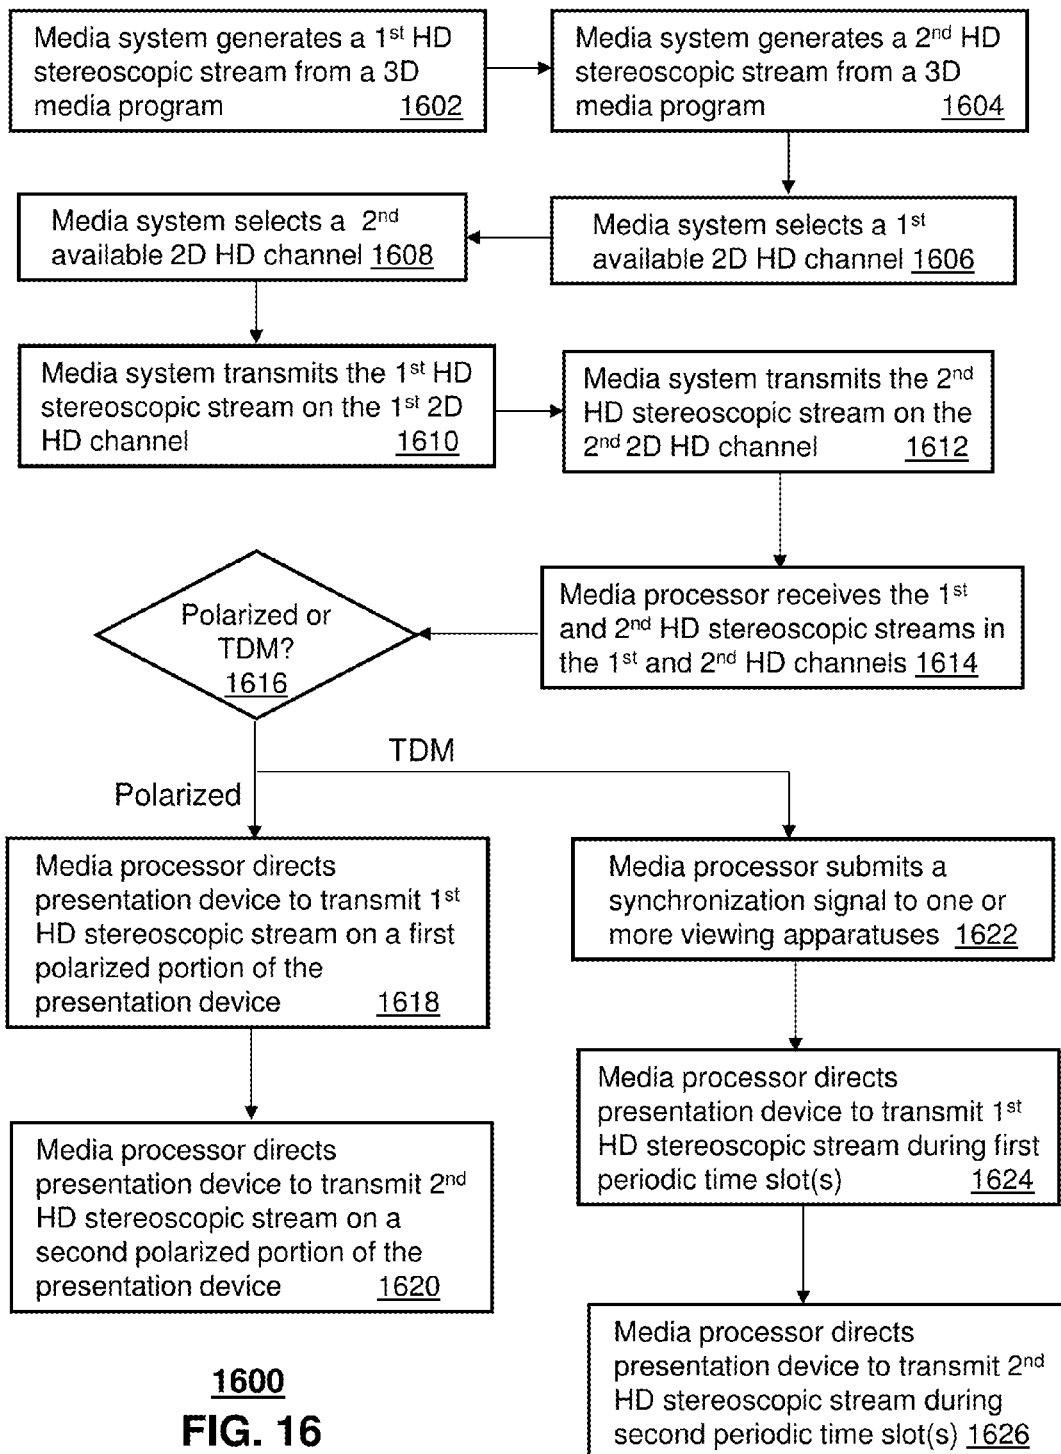 Media system generates a 1st HD
stereoscopic stream from a 3D
media program 1602
Media system generates a 2nd HD
stereoscopic stream from a 3D
media program 1604
Media system selects a 1st
available 2D HD channel 1606
Media system selects a 2nd
available 2D HD channel 1608
Media system transmits the 1st HD
stereoscopic stream on the 1st 2D
HD channel 1610
Media system transmits the 2nd
HD stereoscopic stream on the
2nd 2D HD channel 1612
Media processor receives the 1st
and 2nd HD stereoscopic streams in
the 1st and 2nd HD channels 1614
Polarized or
TDM?
1616
TDM
Polarized
Media processor directs
presentation device to transmit 1st
HD stereoscopic stream on a first
polarized portion of the
presentation device 1618
Media processor directs
presentation device to transmit 2nd
HD stereoscopic stream on a
second polarized portion of the
presentation device 1620
Media processor submits a
synchronization signal to one or
more viewing apparatuses 1622
Media processor directs
presentation device to transmit 1st
HD stereoscopic stream during first
periodic time slot(s) 1624
Media processor directs
presentation device to transmit 2nd
HD stereoscopic stream during
second periodic time slot(s) 1626
1600
FIG. 16